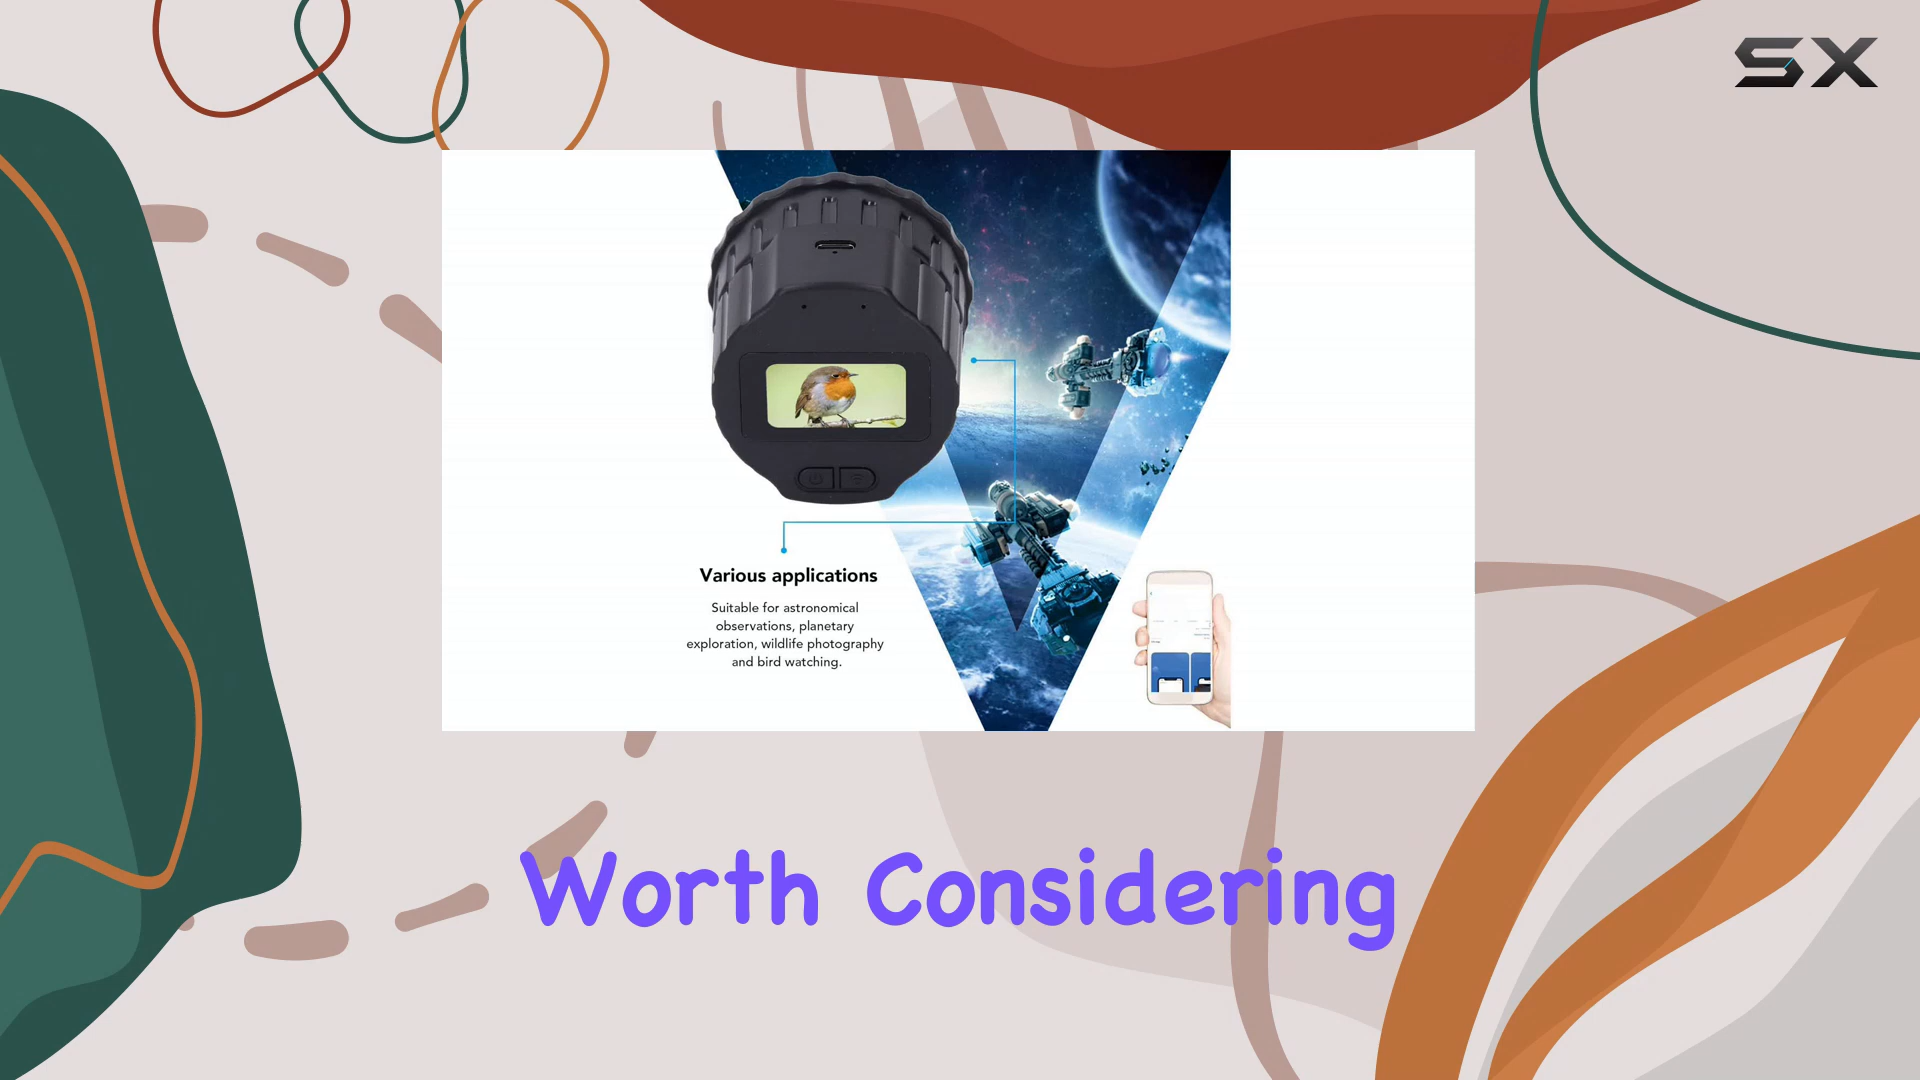 SX
Various applications
Suitable for astronomical
observations, planetary
exploration, wildlife photography
and bird watching.
Worth Considering